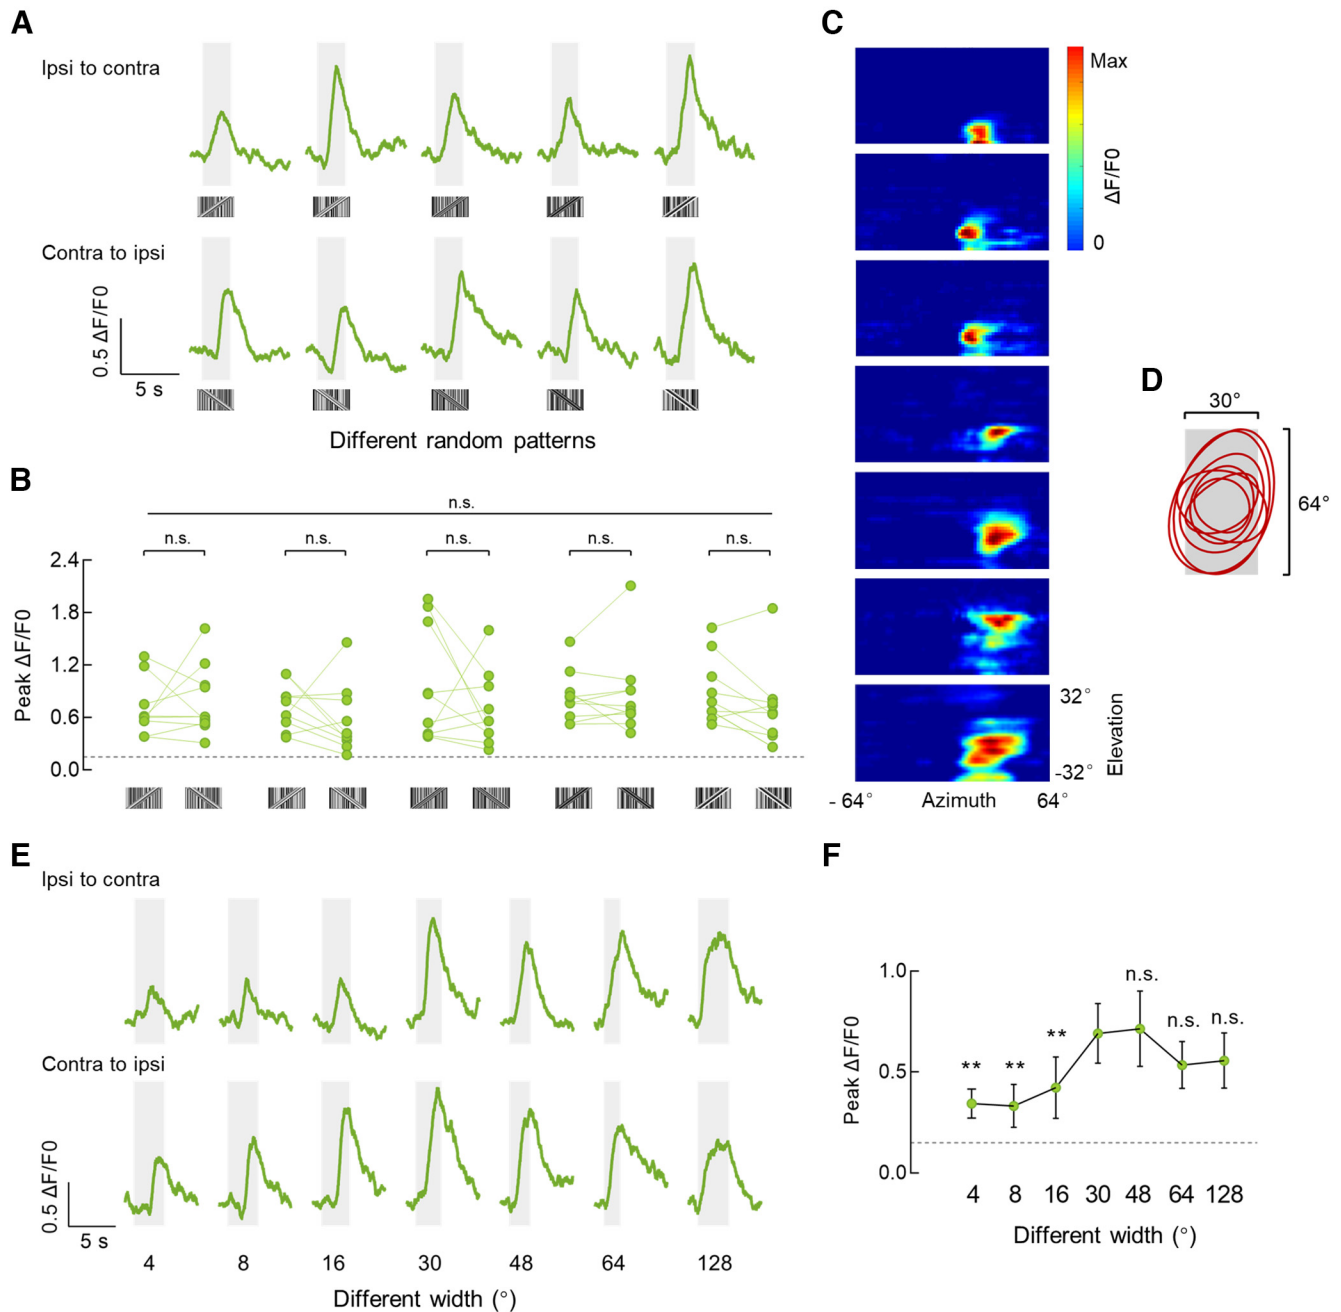 A
Ipsi to contra
Contra to ipsi
0.5 ΔF/F0
5 s
Different random patterns
B
n.s.
n.s. n.s. n.s. n.s. n.s.
Peak ΔF/F0
2.4
1.8
1.2
0.6
0.0
C
Max
ΔF/F0
0
32°
Elevation
-32°
- 64° Azimuth 64°
D
30°
64°
E
Ipsi to contra
Contra to ipsi
0.5 ΔF/F0
5 s
4 8 16 30 48 64 128
Different width (°)
F
Peak ΔF/F0
1.0
0.5
0.0
** ** ** n.s. n.s. n.s.
4 8 16 30 48 64 128
Different width (°)